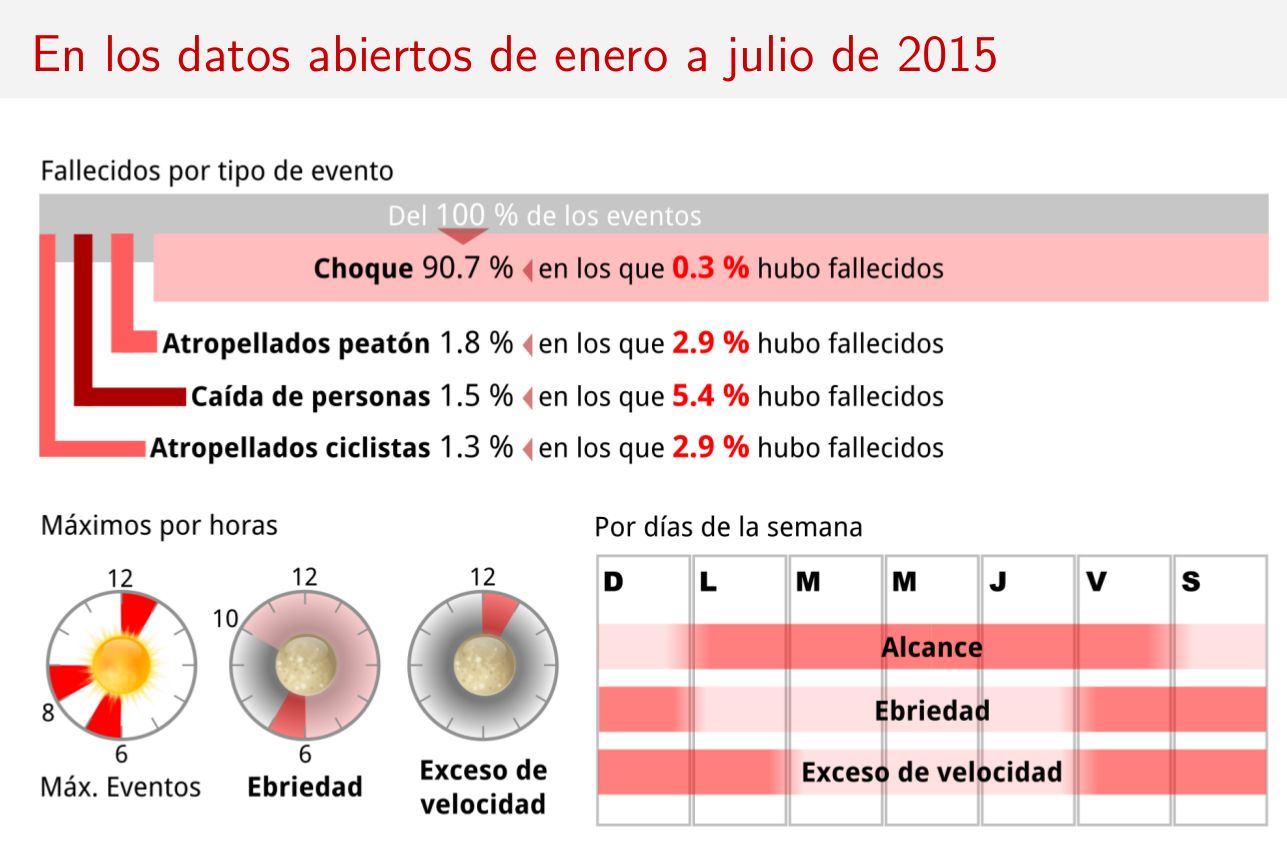 En los datos abiertos de enero a julio de 2015
Fallecidos por tipo de evento
Del 100 % de los eventos
Choque 90.7 % en los que 0.3 % hubo fallecidos
Atropellados peatón 1.8 % en los que 2.9 % hubo fallecidos
Caída de personas 1.5 % en los que 5.4 % hubo fallecidos
Atropellados ciclistas 1.3 % en los que 2.9 % hubo fallecidos
Máximos por horas
12
8
6
Máx. Eventos
12
10
6
Ebriedad
12
Exceso de
velocidad
Por días de la semana
D L M M J V S
Alcance
Ebriedad
Exceso de velocidad